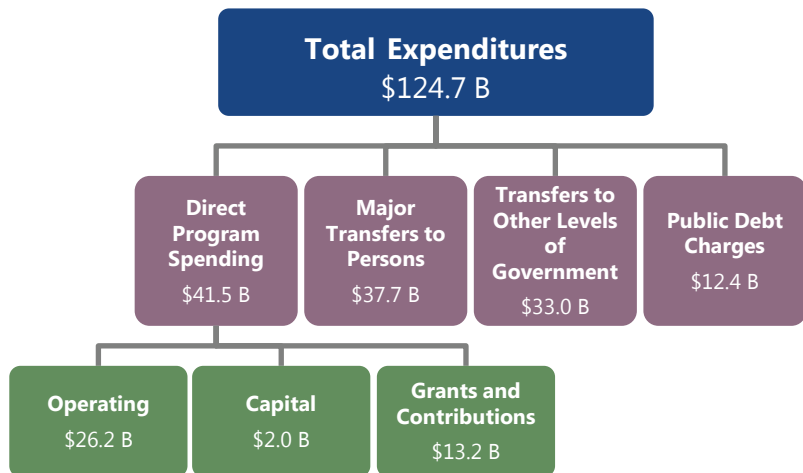 Total Expenditures
$124.7 B
Direct
Program
Spending
$41.5 B
Major
Transfers to
Persons
$37.7 B
Transfers to
Other Levels
of
Government
$33.0 B
Public Debt
Charges
$12.4 B
Operating
$26.2 B
Capital
$2.0 B
Grants and
Contributions
$13.2 B